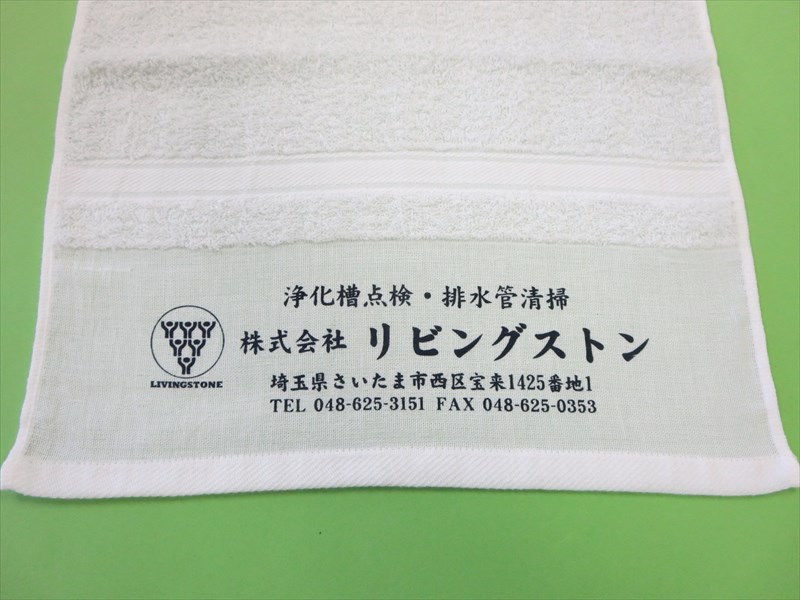 浄化槽点検・排水管清掃
株式会社 リビングストン
LIVINGSTONE
埼玉県さいたま市西区宝来1425番地1
TEL 048-625-3151 FAX 048-625-0353